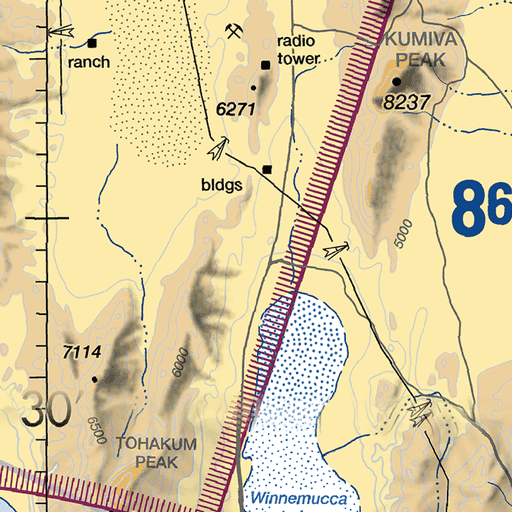 ranch
radio
tower
6271
KUMIVA
PEAK
8237
bldgs
86
5000
7114
6000
30'
6500
TOHAKUM
PEAK
Winnemucca